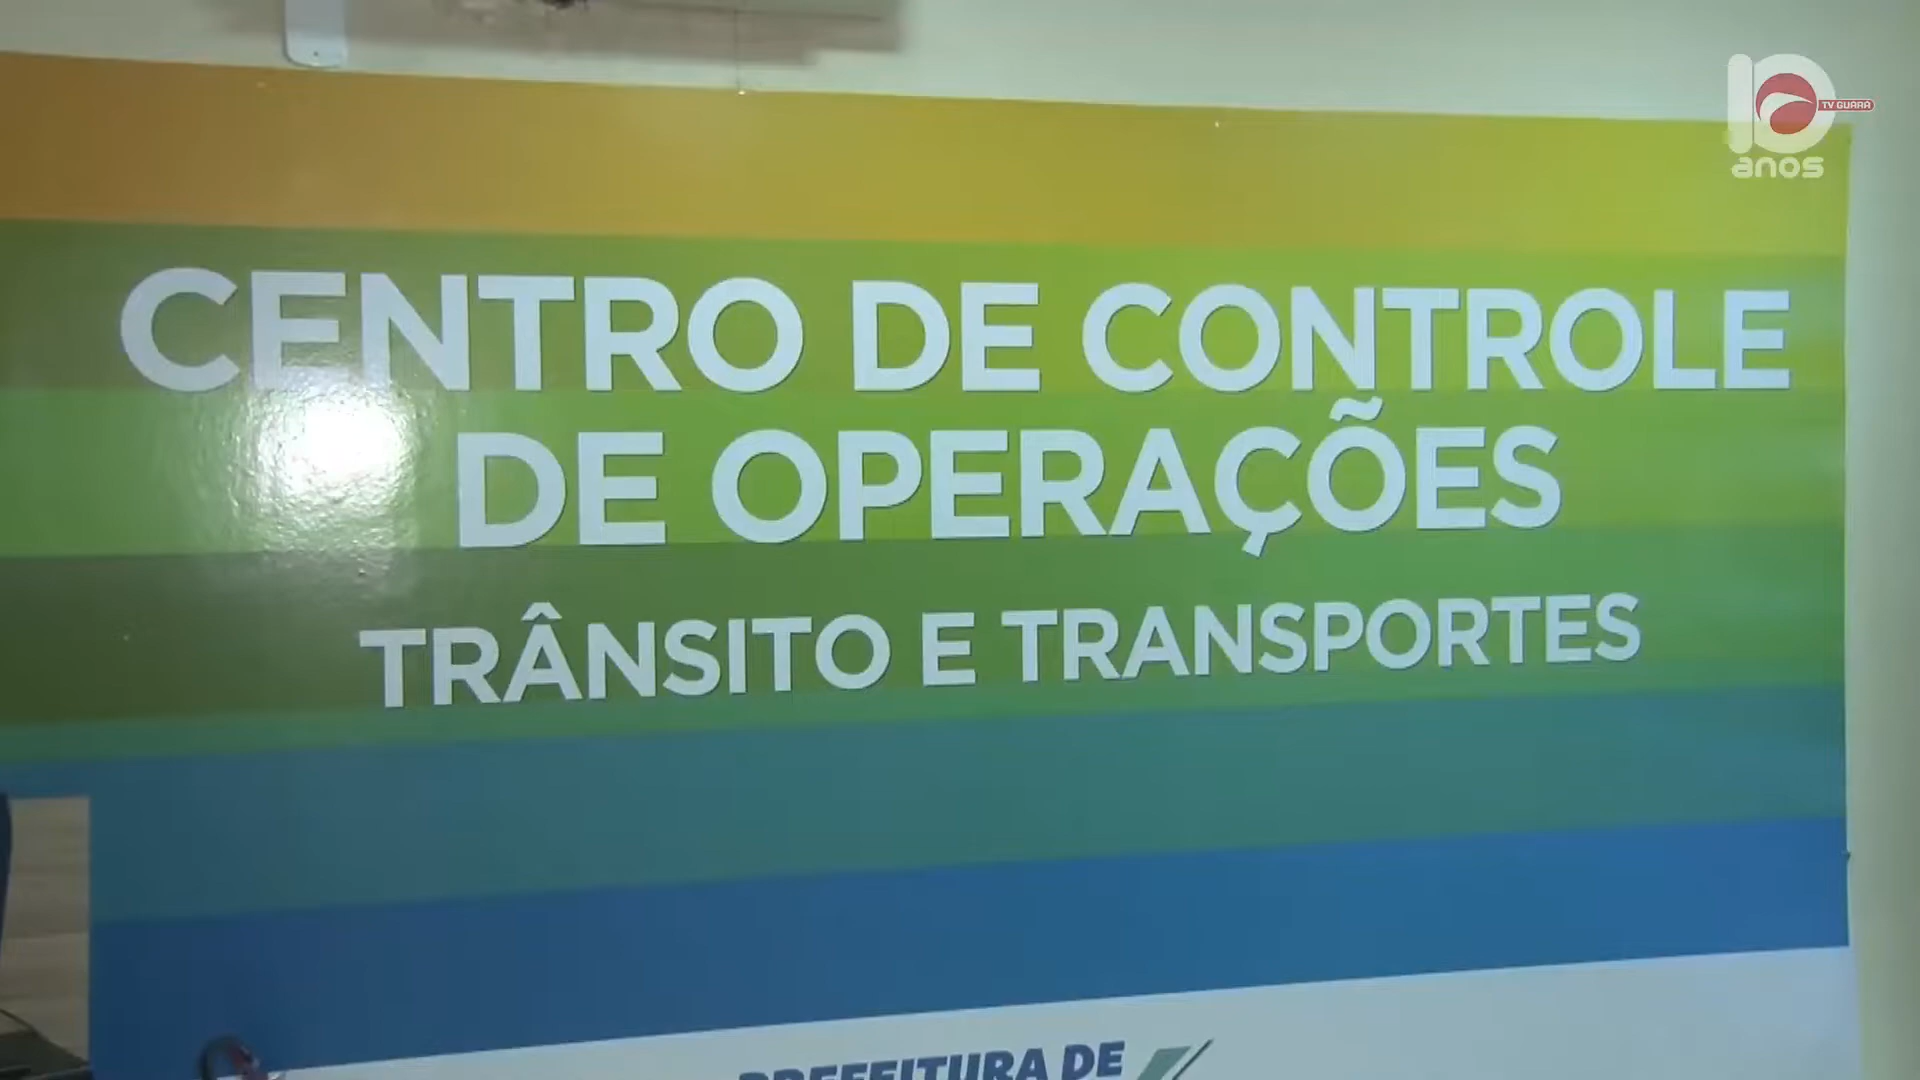 10
TV GUARÁ
anos
CENTRO DE CONTROLE
DE OPERAÇÕES
TRÂNSITO E TRANSPORTES
PREFEITURA DE